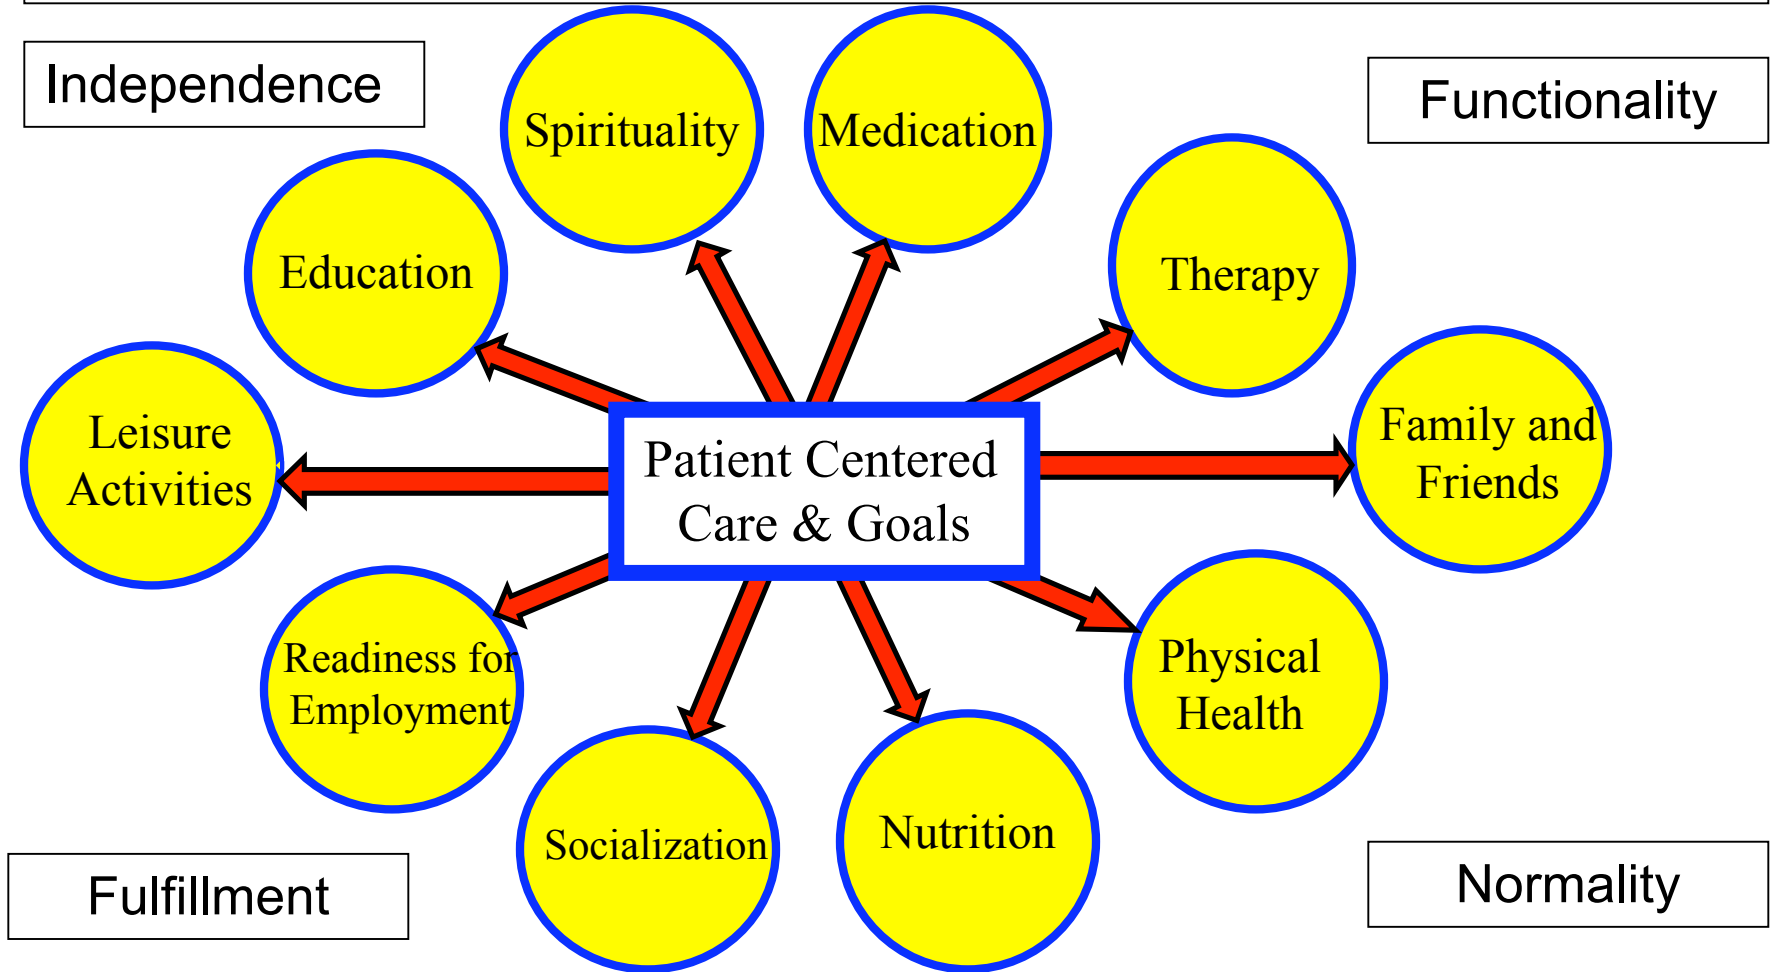 Independence
Spirituality
Medication
Functionality
Education
Therapy
Leisure
Activities
Family and
Friends
Patient Centered
Care & Goals
Readiness for
Employment
Physical
Health
Socialization
Nutrition
Fulfillment
Normality